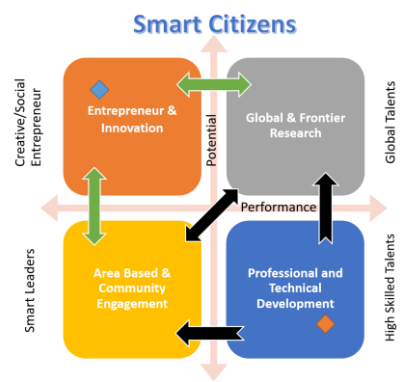 Smart Citizens
Creative/Social
Entrepreneur
Entrepreneur &
Innovation
Potential
Global & Frontier
Research
Global Talents
Performance
Smart Leaders
Area Based &
Community
Engagement
Professional and
Technical
Development
High Skilled Talents